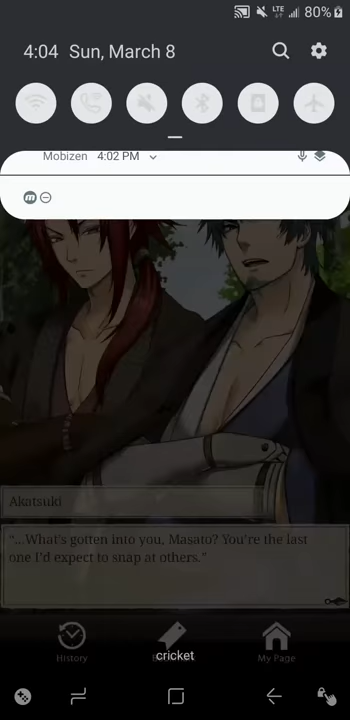 LTE 80%
4:04 Sun, March 8
Mobizen 4:02 PM
m
Akatsuki
"...What's gotten into you, Masato? You're the last
one I'd expect to snap at others."
History My Page
cricket